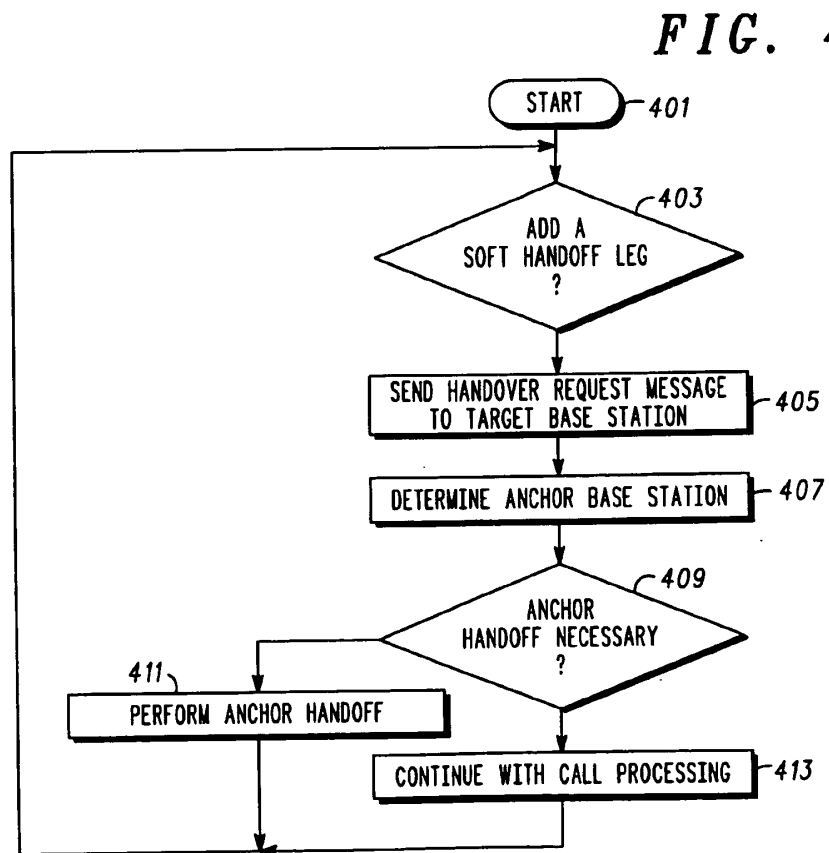 FIG.
START
401
403
ADD A
SOFT HANDOFF LEG
?
SEND HANDOVER REQUEST MESSAGE
TO TARGET BASE STATION
405
DETERMINE ANCHOR BASE STATION
407
409
ANCHOR
HANDOFF NECESSARY
?
411
PERFORM ANCHOR HANDOFF
CONTINUE WITH CALL PROCESSING
413